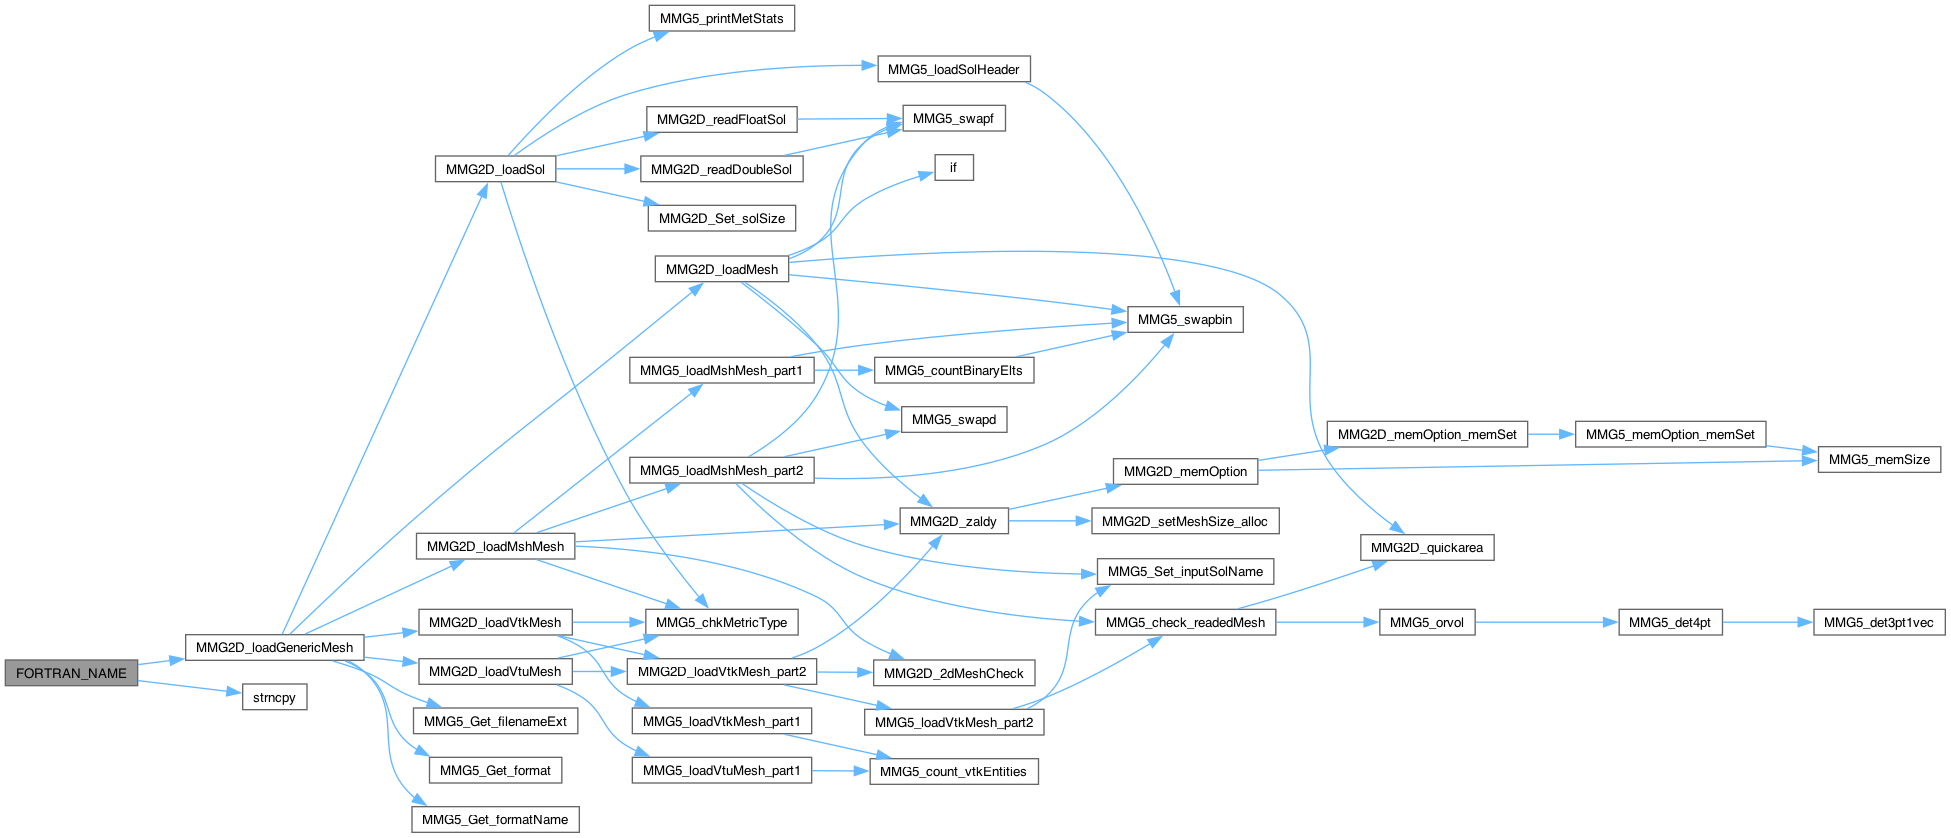 MMG5_printMetStats
MMG5_loadSolHeader
MMG2D_readFloatSol
MMG5_swapf
MMG2D_loadSol
MMG2D_readDoubleSol
if
MMG2D_Set_solSize
MMG2D_loadMesh
MMG5_swapbin
MMG5_loadMshMesh_part1
MMG5_countBinaryElts
MMG5_swapd
MMG2D_memOption_memSet
MMG5_memOption_memSet
MMG5_memSize
MMG5_loadMshMesh_part2
MMG2D_memOption
MMG2D_zaldy
MMG2D_setMeshSize_alloc
MMG2D_loadMshMesh
MMG2D_quickarea
MMG5_Set_inputSolName
MMG2D_loadVtkMesh
MMG5_chkMetricType
MMG5_check_readedMesh
MMG5_orvol
MMG5_det4pt
MMG5_det3pt1vec
MMG2D_loadGenericMesh
FORTRAN_NAME
MMG2D_loadVtuMesh
MMG2D_loadVtkMesh_part2
MMG2D_2dMeshCheck
strncpy
MMG5_Get_filenameExt
MMG5_loadVtkMesh_part1
MMG5_loadVtkMesh_part2
MMG5_Get_format
MMG5_loadVtuMesh_part1
MMG5_count_vtkEntities
MMG5_Get_formatName